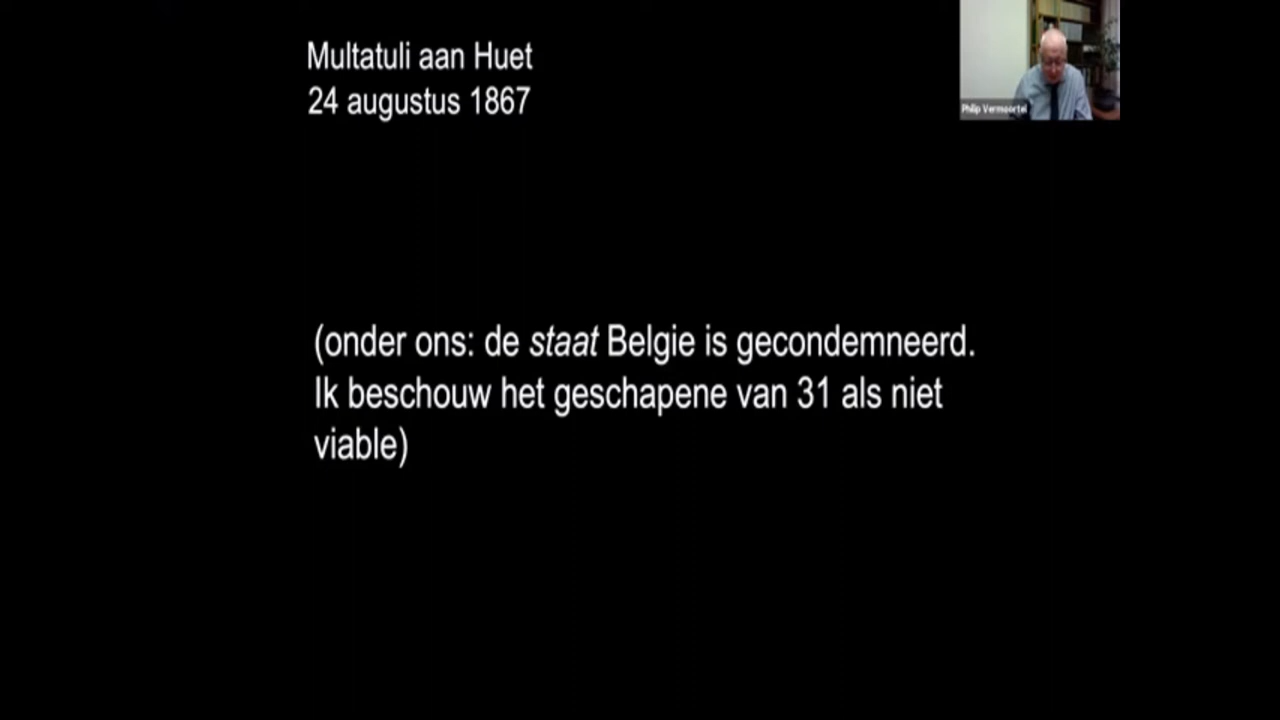 Multatuli aan Huet
24 augustus 1867
Philip Vermoortel
(onder ons: de staat Belgie is gecondemneerd.
Ik beschouw het geschapene van 31 als niet
viable)